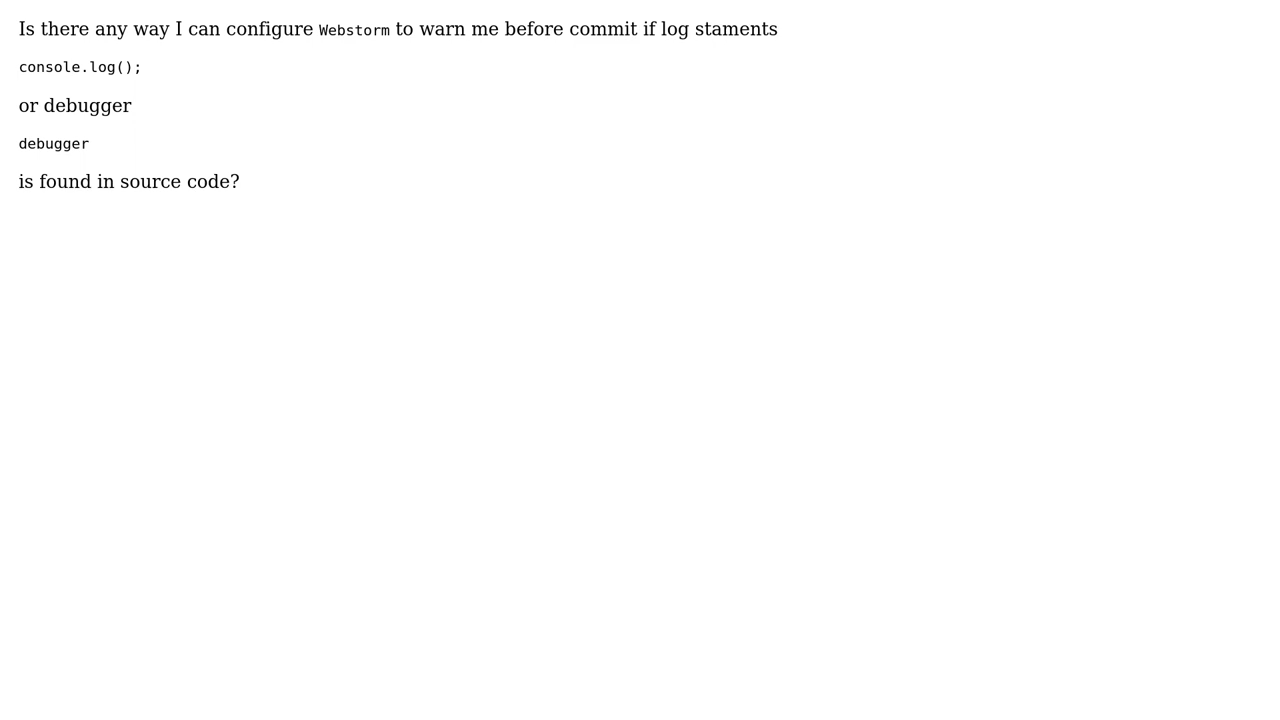 Is there any way I can configure Webstorm to warn me before commit if log staments
console.log();
or debugger
debugger
is found in source code?